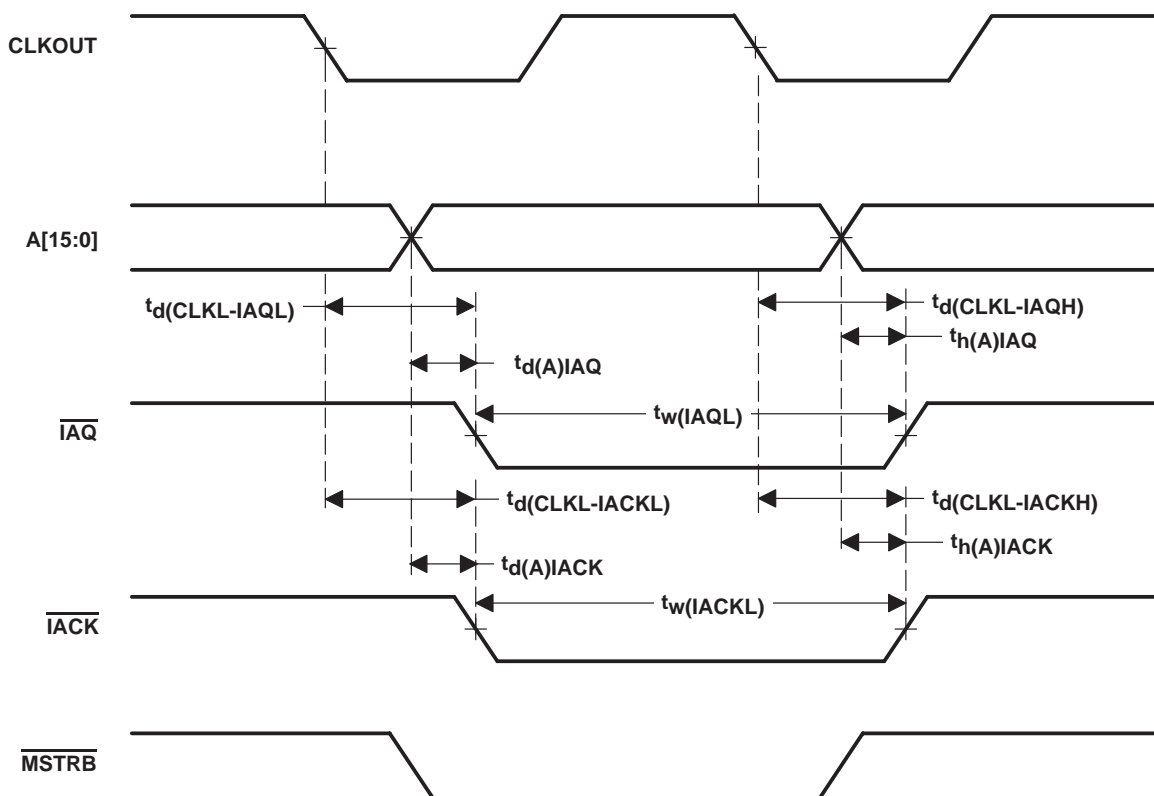 CLKOUT
A[15:0]
td(CLKL-IAQL)
td(CLKL-IAQH)
th(A)IAQ
td(A)IAQ
tw(IAQL)
IAQ
td(CLKL-IACKL)
td(CLKL-IACKH)
th(A)IACK
td(A)IACK
tw(IACKL)
IACK
MSTRB